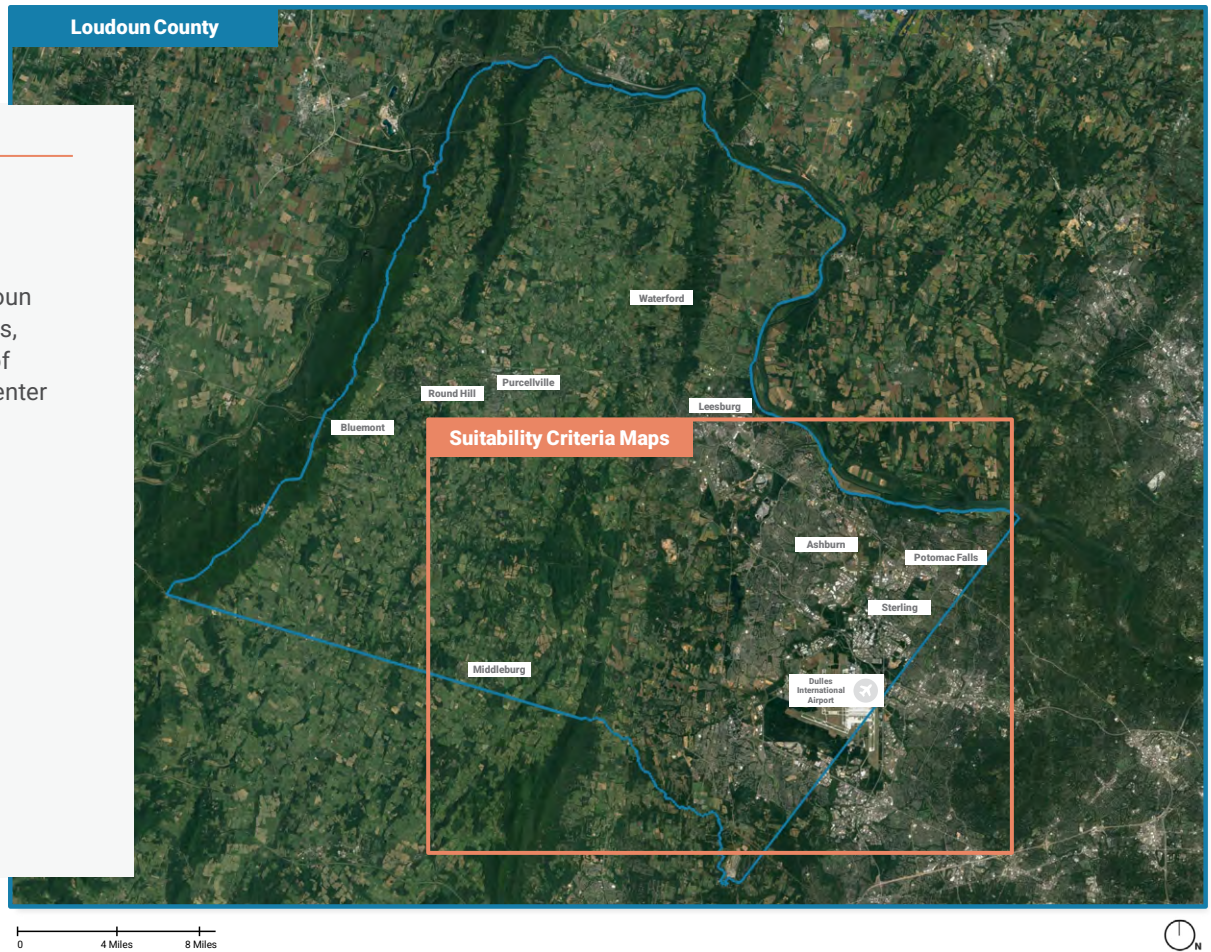 Loudoun County
enter
Waterford
Purcellville
Round Hill
Leesburg
Bluemont
Suitability Criteria Maps
Ashburn
Potomac Falls
Sterling
Middleburg
Dulles
International
Airport
0
4 Miles
8 Miles
N